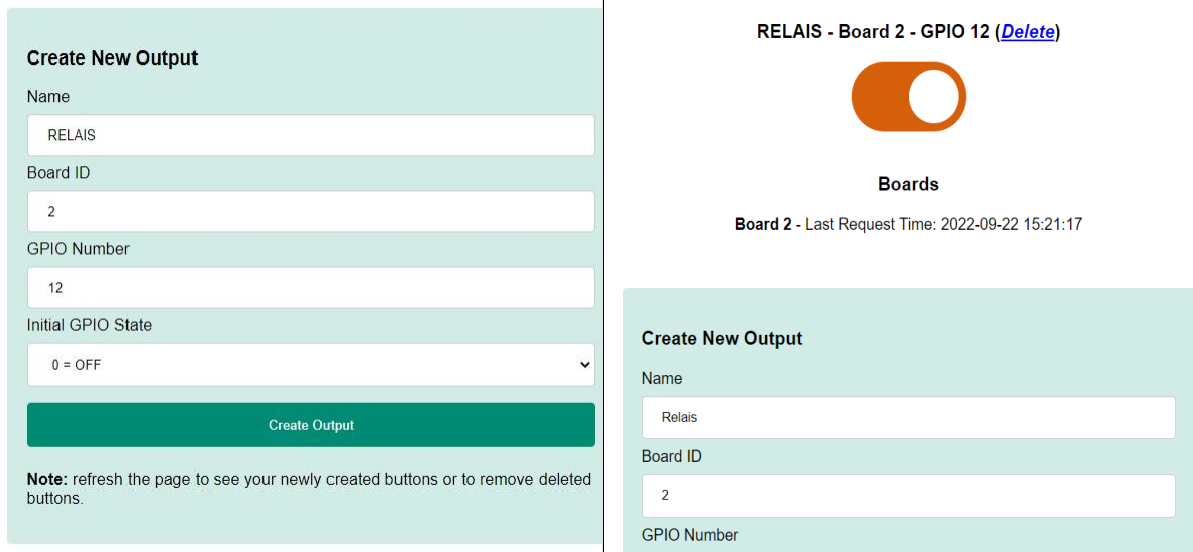 Create New Output
Name
RELAIS
Board ID
2
GPIO Number
12
Initial GPIO State
0 = OFF
Create Output
Note: refresh the page to see your newly created buttons or to remove deleted
buttons.
RELAIS - Board 2 - GPIO 12 (Delete)
Boards
Board 2 - Last Request Time: 2022-09-22 15:21:17
Create New Output
Name
Relais
Board ID
2
GPIO Number